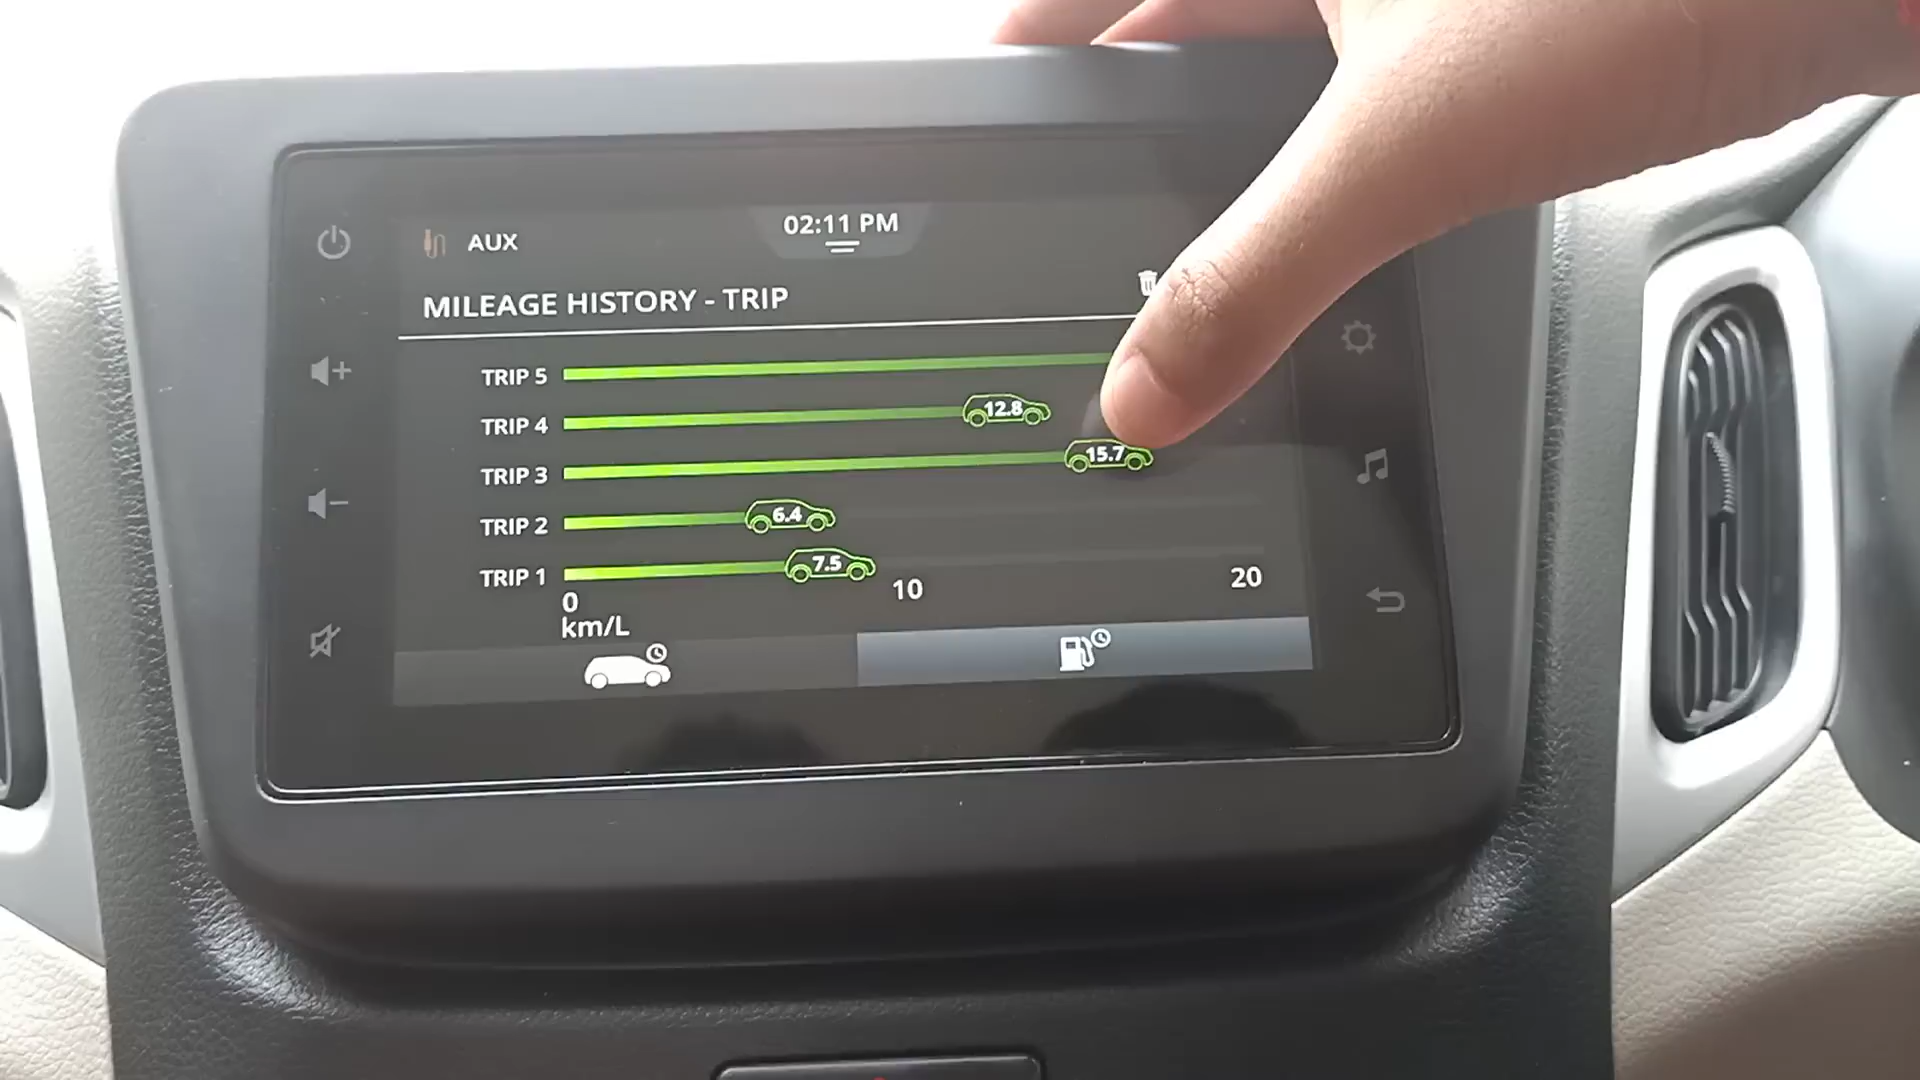 AUX
02:11 PM
MILEAGE HISTORY - TRIP
TRIP 5
TRIP 4 12.8
TRIP 3 15.7
TRIP 2 6.4
TRIP 1 7.5
0 10 20
km/L